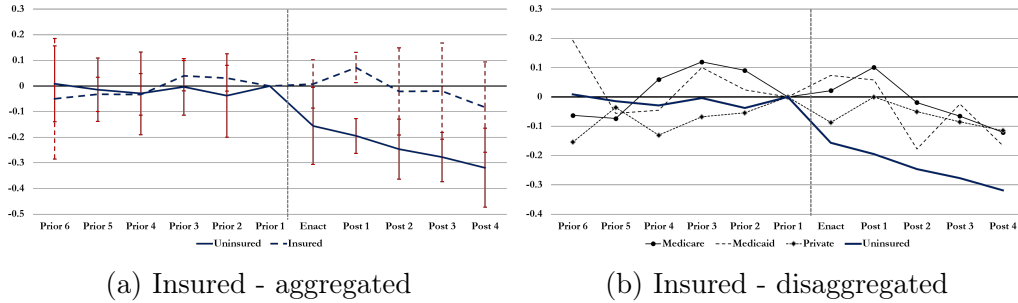 0.3
0.2
0.1
0
-0.1
-0.2
-0.3
-0.4
-0.5
Prior 6 Prior 5 Prior 4 Prior 3 Prior 2 Prior 1 Enact Post 1 Post 2 Post 3 Post 4
Uninsured Insured
(a) Insured - aggregated
0.3
0.2
0.1
0
-0.1
-0.2
-0.3
-0.4
Prior 6 Prior 5 Prior 4 Prior 3 Prior 2 Prior 1 Enact Post 1 Post 2 Post 3 Post 4
Medicare Medicaid Private Uninsured
(b) Insured - disaggregated